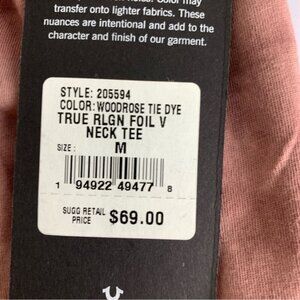 transfer onto lighter fabrics. These
nuances are intentional and add to the
character and finish of our garment.
STYLE: 205594
COLOR: WOODROSE TIE DYE
TRUE RLGN FOIL V
NECK TEE
SIZE: M
1 94922 49477 8
SUGG RETAIL
PRICE $69.00